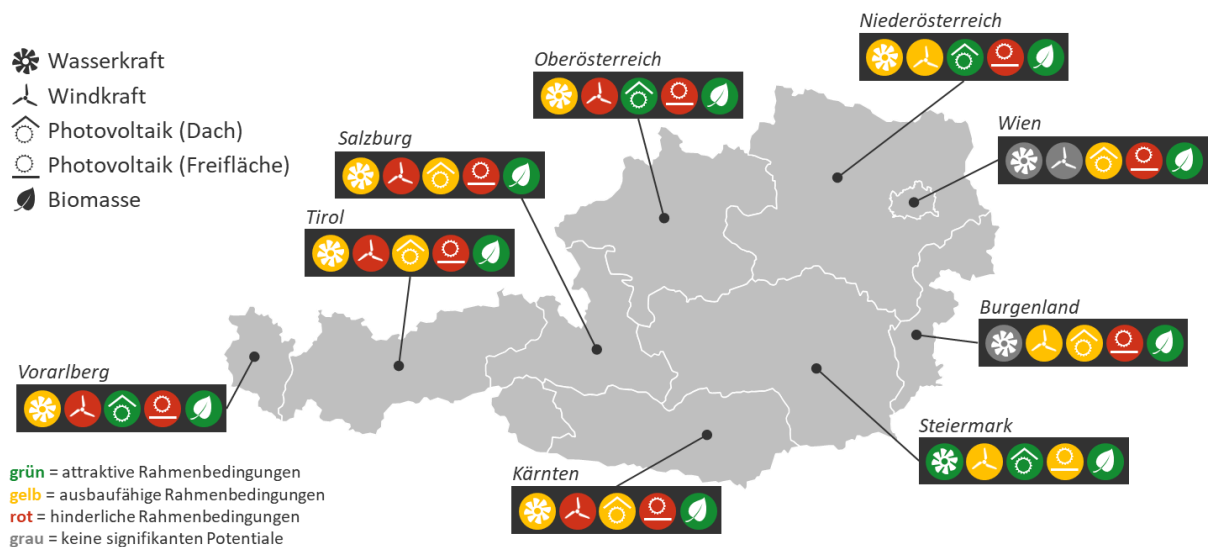 Wasserkraft
Windkraft
Photovoltaik (Dach)
Photovoltaik (Freifläche)
Biomasse
Niederösterreich
Oberösterreich
Wien
Salzburg
Tirol
Burgenland
Vorarlberg
Steiermark
Kärnten
grün = attraktive Rahmenbedingungen
gelb = ausbaufähige Rahmenbedingungen
rot = hinderliche Rahmenbedingungen
grau = keine signifikanten Potentiale